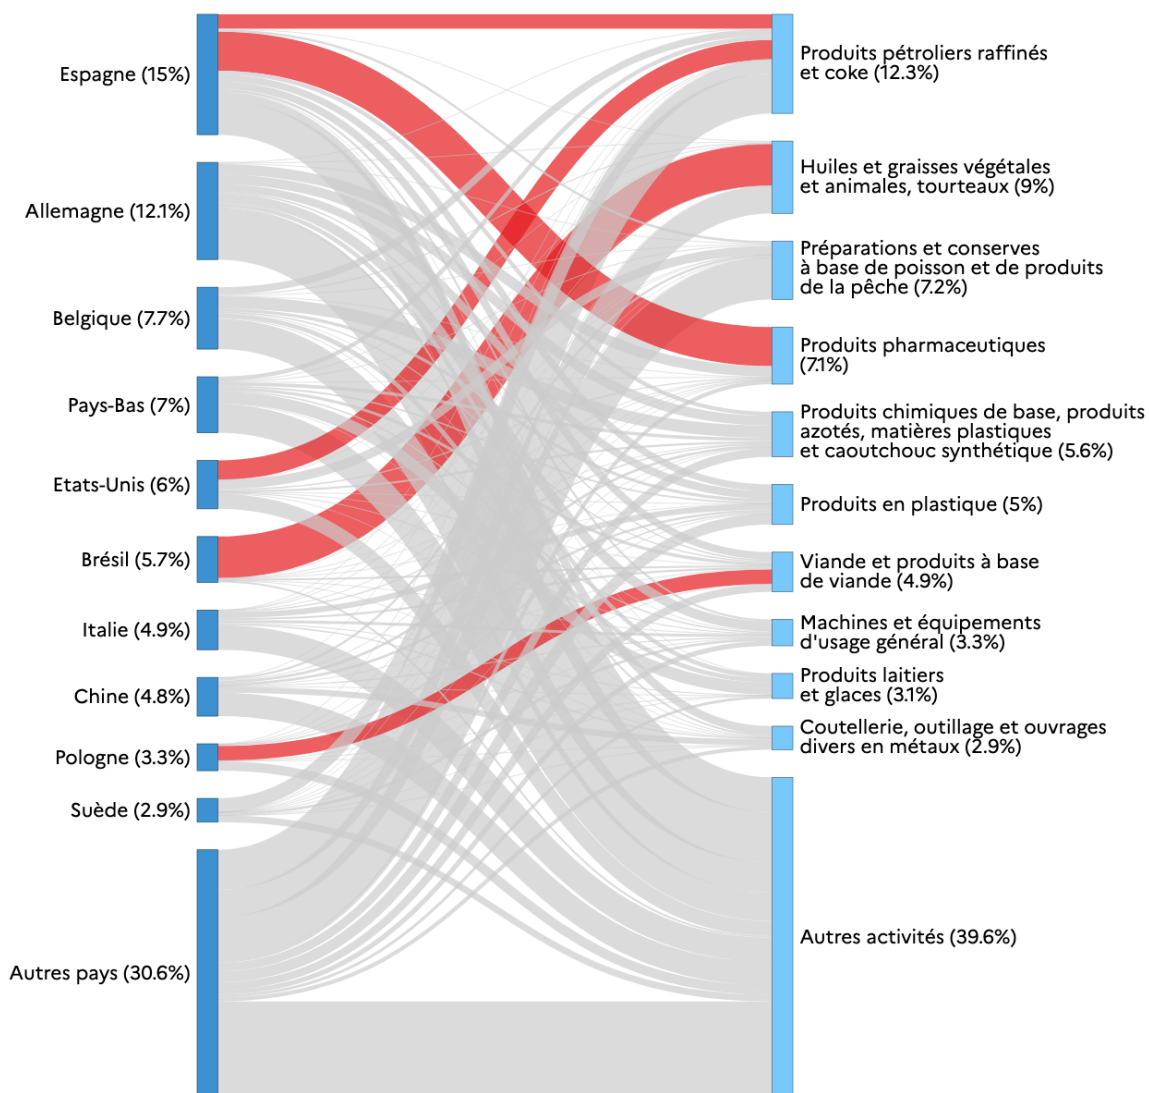 Espagne (15%)
Allemagne (12.1%)
Belgique (7.7%)
Pays-Bas (7%)
Etats-Unis (6%)
Brésil (5.7%)
Italie (4.9%)
Chine (4.8%)
Pologne (3.3%)
Suède (2.9%)
Autres pays (30.6%)
Produits pétroliers raffinés
et coke (12.3%)
Huiles et graisses végétales
et animales, tourteaux (9%)
Préparations et conserves
à base de poisson et de produits
de la pêche (7.2%)
Produits pharmaceutiques
(7.1%)
Produits chimiques de base, produits
azotés, matières plastiques
et caoutchouc synthétique (5.6%)
Produits en plastique (5%)
Viande et produits à base
de viande (4.9%)
Machines et équipements
d'usage général (3.3%)
Produits laitiers
et glaces (3.1%)
Coutellerie, outillage et ouvrages
divers en métaux (2.9%)
Autres activités (39.6%)